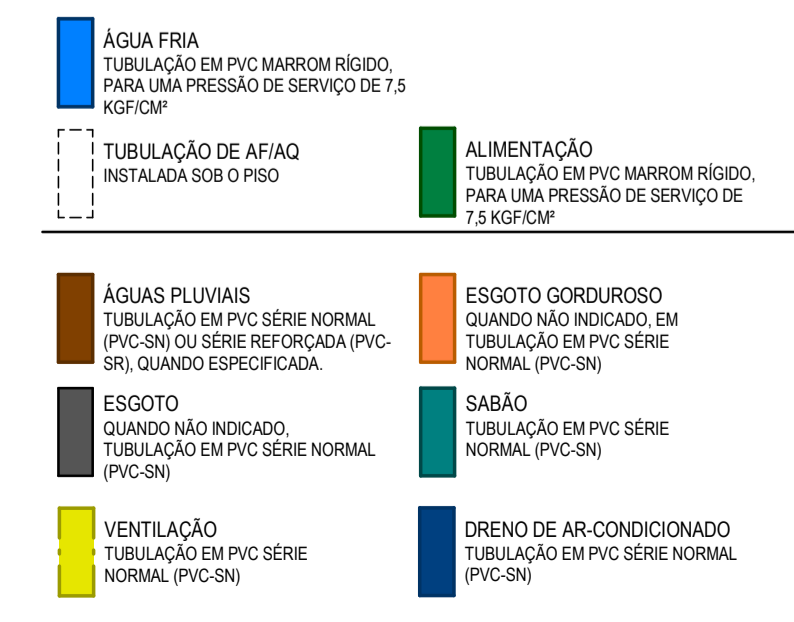 ÁGUA FRIA
TUBULAÇÃO EM PVC MARROM RÍGIDO,
PARA UMA PRESSÃO DE SERVIÇO DE 7,5
KGF/CM²
TUBULAÇÃO DE AF/AQ
INSTALADA SOB O PISO
ALIMENTAÇÃO
TUBULAÇÃO EM PVC MARROM RÍGIDO,
PARA UMA PRESSÃO DE SERVIÇO DE
7,5 KGF/CM²
ÁGUAS PLUVIAIS
TUBULAÇÃO EM PVC SÉRIE NORMAL
(PVC-SN) OU SÉRIE REFORÇADA (PVC-
SR), QUANDO ESPECIFICADA.
ESGOTO GORDUROSO
QUANDO NÃO INDICADO, EM
TUBULAÇÃO EM PVC SÉRIE
NORMAL (PVC-SN)
ESGOTO
QUANDO NÃO INDICADO,
TUBULAÇÃO EM PVC SÉRIE NORMAL
(PVC-SN)
SABÃO
TUBULAÇÃO EM PVC SÉRIE
NORMAL (PVC-SN)
VENTILAÇÃO
TUBULAÇÃO EM PVC SÉRIE
NORMAL (PVC-SN)
DRENO DE AR-CONDICIONADO
TUBULAÇÃO EM PVC SÉRIE NORMAL
(PVC-SN)